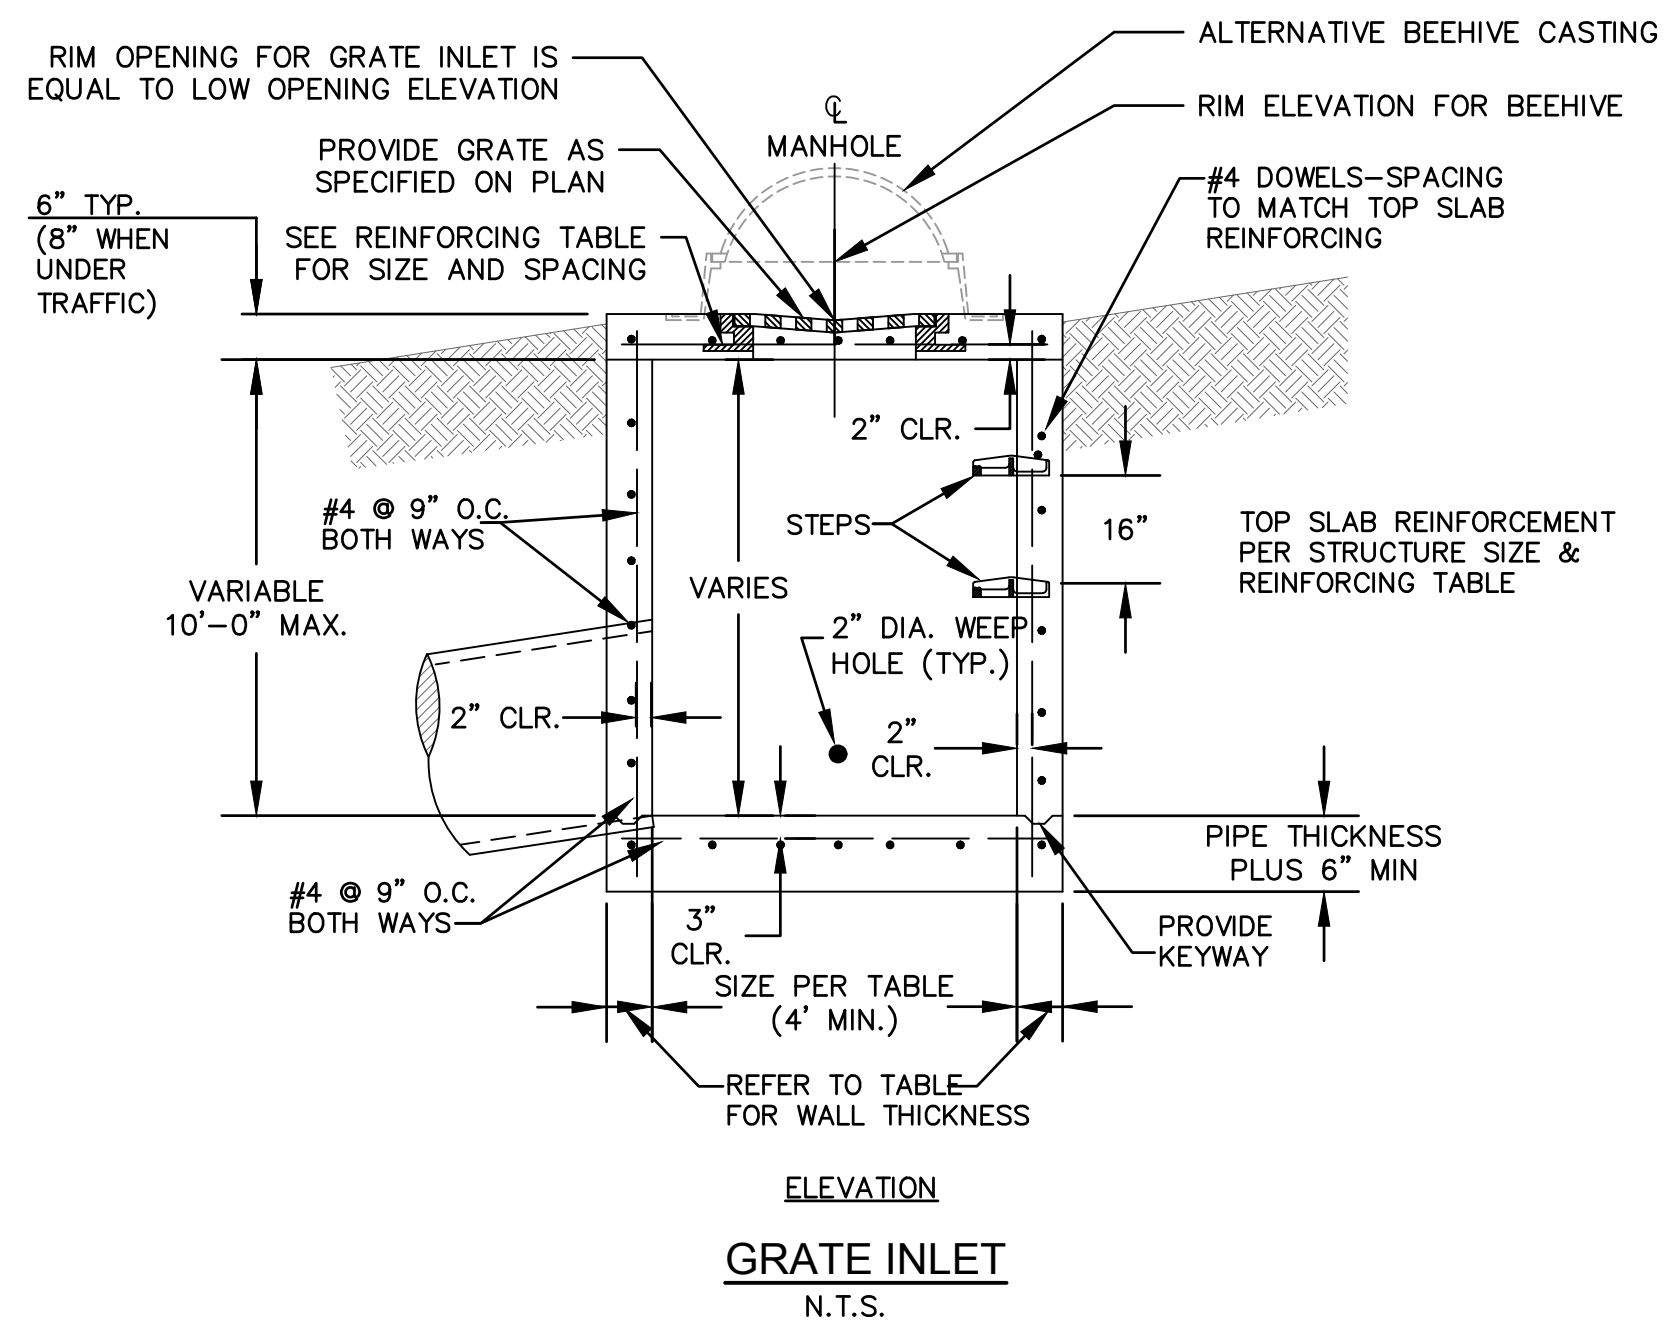 RIM OPENING FOR GRATE INLET IS
EQUAL TO LOW OPENING ELEVATION
ALTERNATIVE BEEHIVE CASTING
RIM ELEVATION FOR BEEHIVE
℄
MANHOLE
PROVIDE GRATE AS
SPECIFIED ON PLAN
#4 DOWELS-SPACING
TO MATCH TOP SLAB
REINFORCING
6" TYP.
(8" WHEN
UNDER
TRAFFIC)
SEE REINFORCING TABLE
FOR SIZE AND SPACING
2" CLR.
#4 @ 9" O.C.
BOTH WAYS
STEPS
16"
TOP SLAB REINFORCEMENT
PER STRUCTURE SIZE &
REINFORCING TABLE
VARIABLE
10'-0" MAX.
VARIES
2" DIA. WEEP
HOLE (TYP.)
2" CLR.
2"
CLR.
PIPE THICKNESS
PLUS 6" MIN
#4 @ 9" O.C.
BOTH WAYS
3"
CLR.
PROVIDE
KEYWAY
SIZE PER TABLE
(4' MIN.)
REFER TO TABLE
FOR WALL THICKNESS
ELEVATION
GRATE INLET
N.T.S.